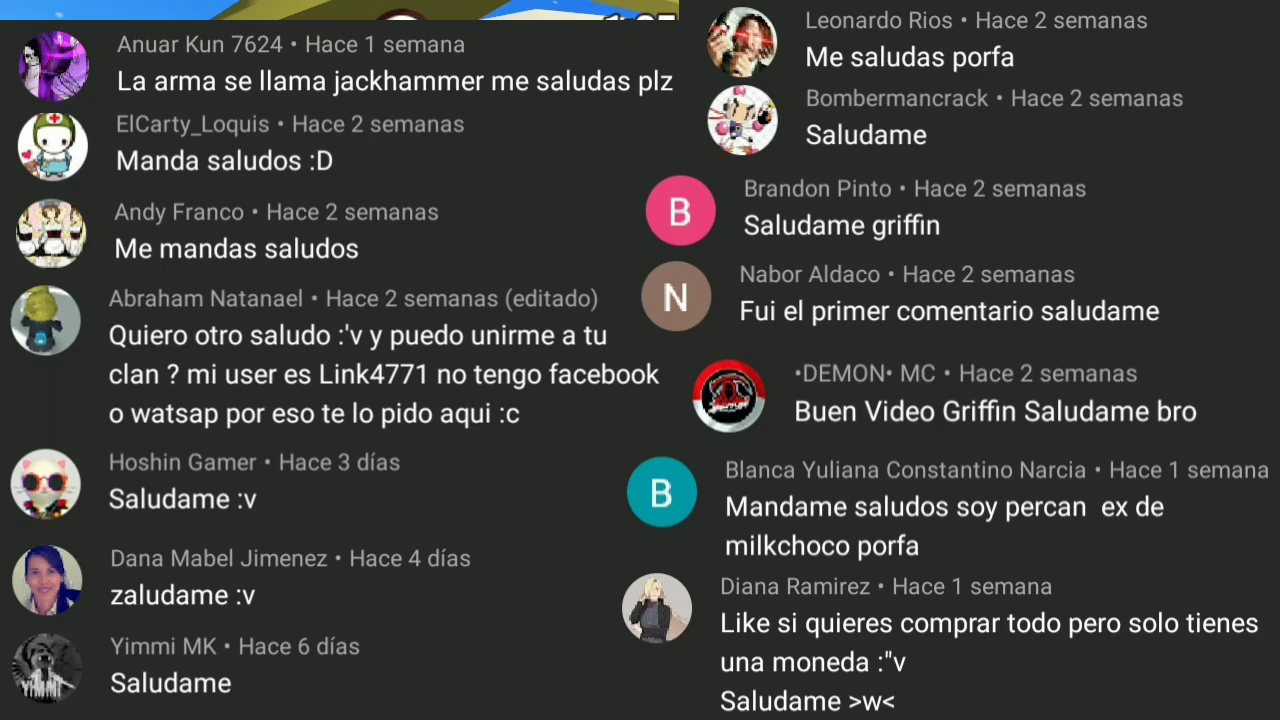 Anuar Kun 7624 • Hace 1 semana
La arma se llama jackhammer me saludas plz
ElCarty_Loquis • Hace 2 semanas
Manda saludos :D
Andy Franco • Hace 2 semanas
Me mandas saludos
Abraham Natanael • Hace 2 semanas (editado)
Quiero otro saludo :'v y puedo unirme a tu
clan ? mi user es Link4771 no tengo facebook
o watsap por eso te lo pido aqui :c
Hoshin Gamer • Hace 3 días
Saludame :v
Dana Mabel Jimenez • Hace 4 días
zaludame :v
Yimmi MK • Hace 6 días
Saludame
Leonardo Rios • Hace 2 semanas
Me saludas porfa
Bombermancrack • Hace 2 semanas
Saludame
B
Brandon Pinto • Hace 2 semanas
Saludame griffin
N
Nabor Aldaco • Hace 2 semanas
Fui el primer comentario saludame
•DEMON• MC • Hace 2 semanas
Buen Video Griffin Saludame bro
B
Blanca Yuliana Constantino Narcia • Hace 1 semana
Mandame saludos soy percan ex de
milkchoco porfa
Diana Ramirez • Hace 1 semana
Like si quieres comprar todo pero solo tienes
una moneda :"v
Saludame >w<